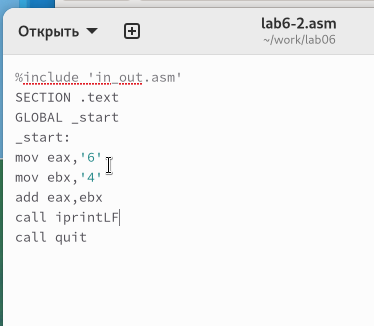 Открыть
lab6-2.asm
~/work/lab06
%include 'in_out.asm'
SECTION .text
GLOBAL _start
_start:
mov eax,'6'
mov ebx,'4'
add eax,ebx
call iprintLF
call quit